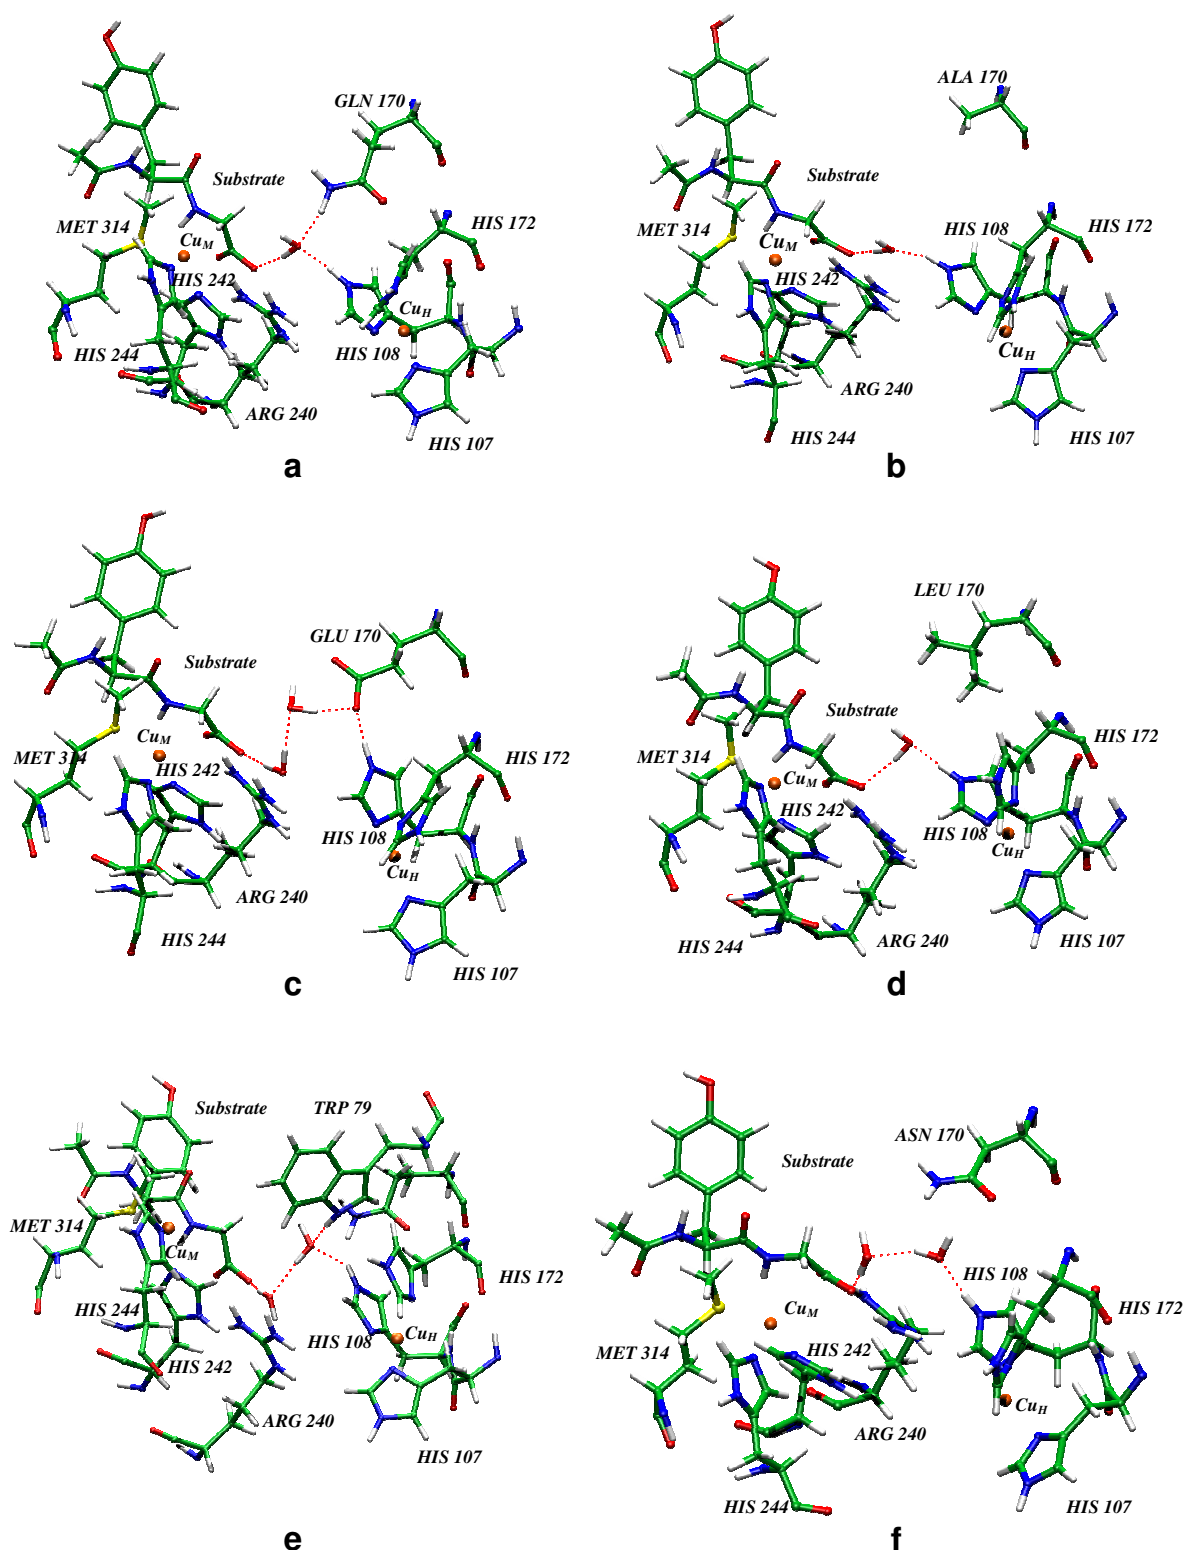 GLN 170
Substrate
HIS 172
MET 314
CuM
HIS 242
CuH
HIS 108
HIS 244
ARG 240
HIS 107
a
ALA 170
Substrate
HIS 108
HIS 172
MET 314
CuM
HIS 242
CuH
ARG 240
HIS 244
HIS 107
b
GLU 170
Substrate
CuM
MET 314
HIS 242
HIS 172
HIS 108
CuH
ARG 240
HIS 244
HIS 107
c
LEU 170
Substrate
HIS 172
MET 314
CuM
HIS 242
HIS 108
CuH
HIS 244
ARG 240
HIS 107
d
Substrate
TRP 79
MET 314
CuM
HIS 172
HIS 244
HIS 108
CuH
HIS 242
ARG 240
HIS 107
e
ASN 170
Substrate
HIS 108
HIS 172
CuM
MET 314
HIS 242
CuH
ARG 240
HIS 244
HIS 107
f